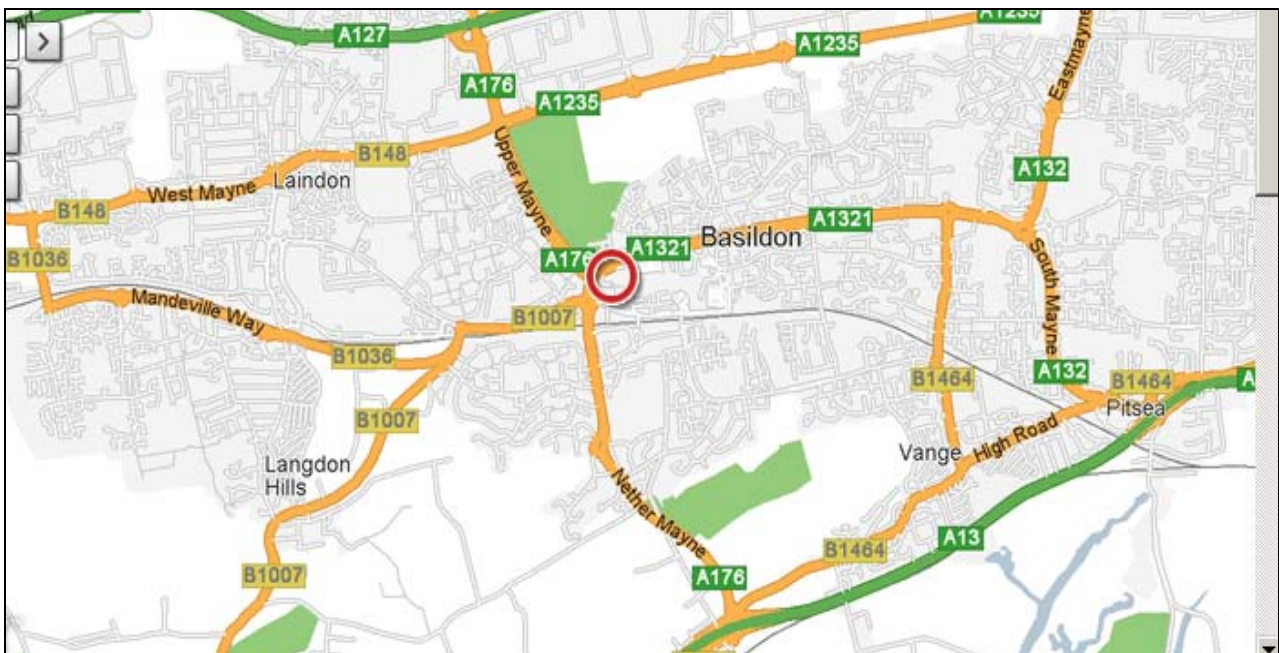 >
A127
A1235
A1235
A176
A1235
Eastmayne
Upper Mayne
B148
A132
West Mayne
Laindon
B148
A1321
A1321
Basildon
B1036
A176
South Mayne
Mandeville Way
B1007
B1036
A132
B1464
B1464
A
B1007
Pitsea
High Road
Vange
Langdon
Hills
Nether Mayne
A13
B1464
B1007
A176